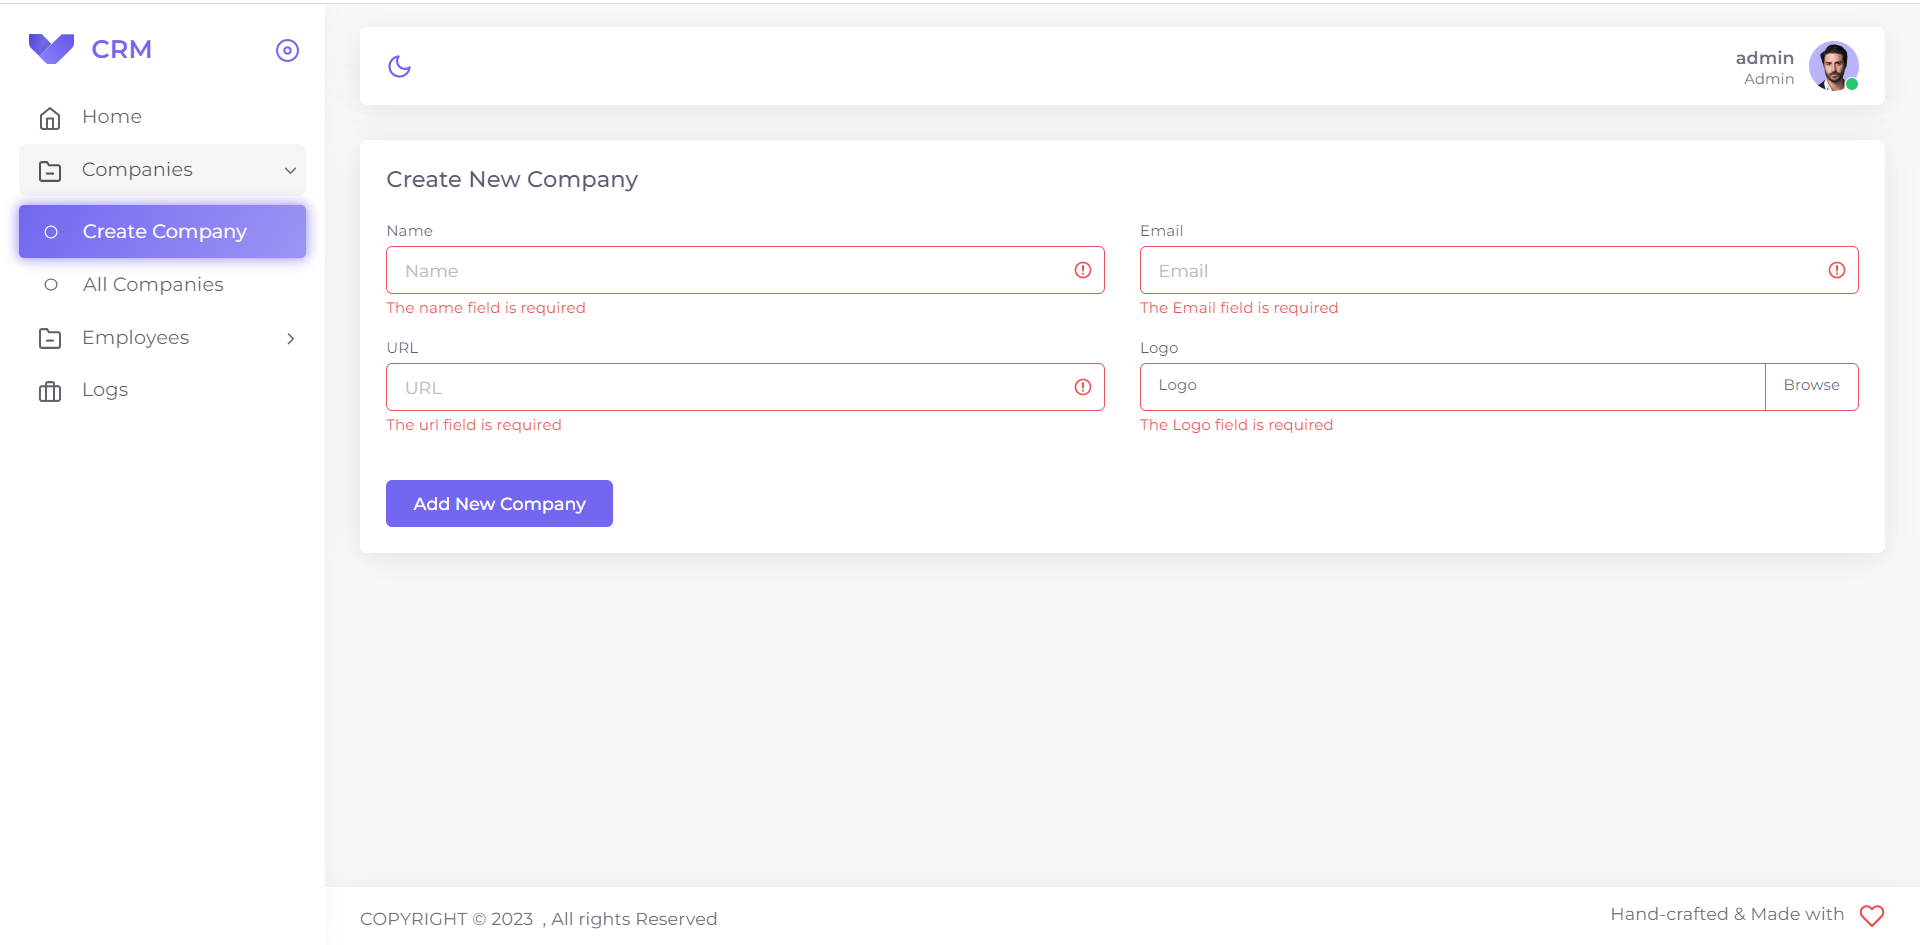 CRM
Home
Companies
Create Company
All Companies
Employees
Logs
admin
Admin
Create New Company
Name
Name
The name field is required
Email
Email
The Email field is required
URL
URL
The url field is required
Logo
Logo
Browse
The Logo field is required
Add New Company
COPYRIGHT © 2023 , All rights Reserved
Hand-crafted & Made with